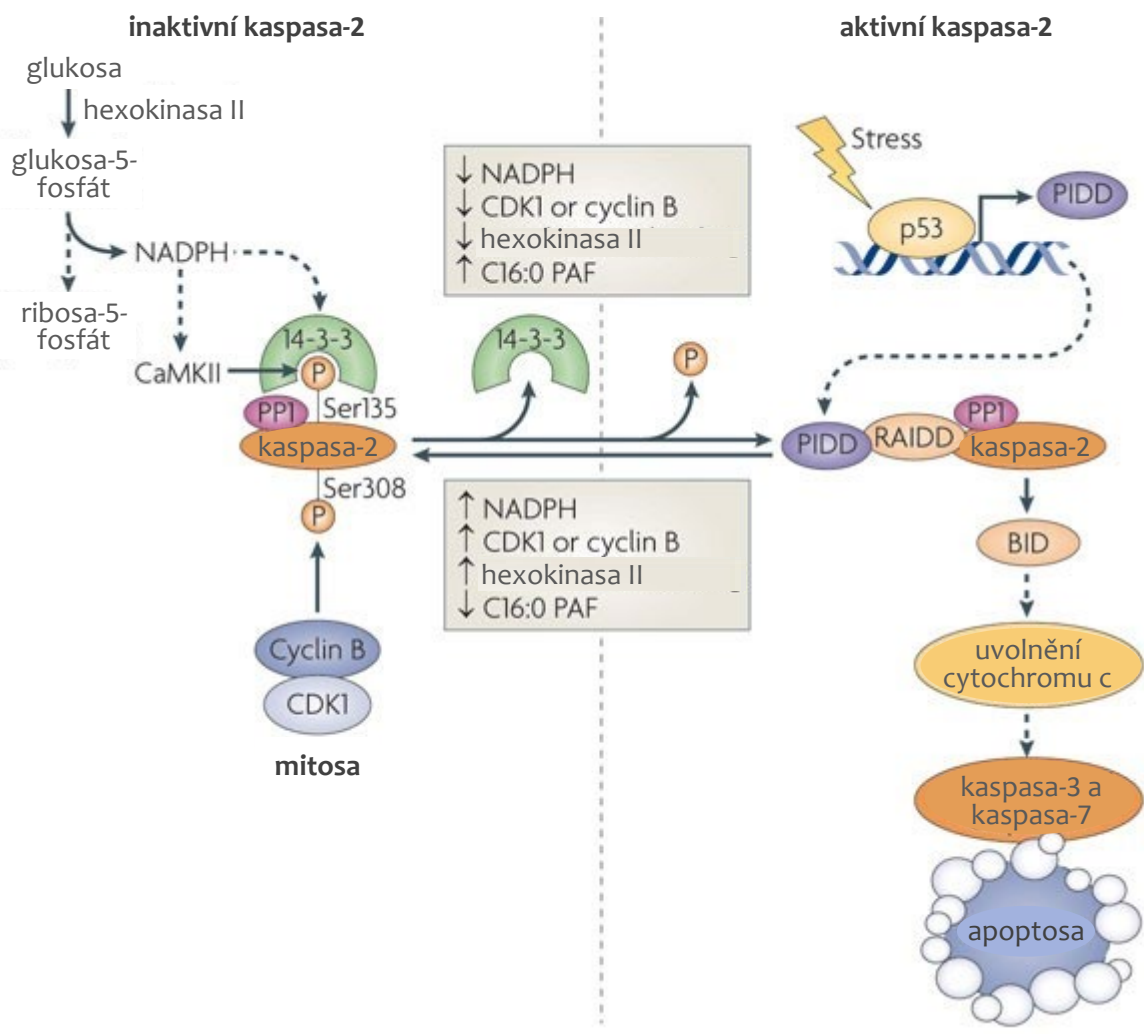 inaktivní kaspasa-2
aktivní kaspasa-2
glukosa
hexokinasa II
glukosa-5-
fosfát
NADPH
ribosa-5-
fosfát
CaMKII
14-3-3
P
Ser135
PP1
kaspasa-2
Ser308
P
Cyclin B
CDK1
mitosa
↓ NADPH
↓ CDK1 or cyclin B
↓ hexokinasa II
↑ C16:0 PAF
14-3-3
P
↑ NADPH
↑ CDK1 or cyclin B
↑ hexokinasa II
↓ C16:0 PAF
Stress
p53
PIDD
PIDD
RAIDD
PP1
kaspasa-2
BID
uvolnění
cytochromu c
kaspasa-3 a
kaspasa-7
apoptosa